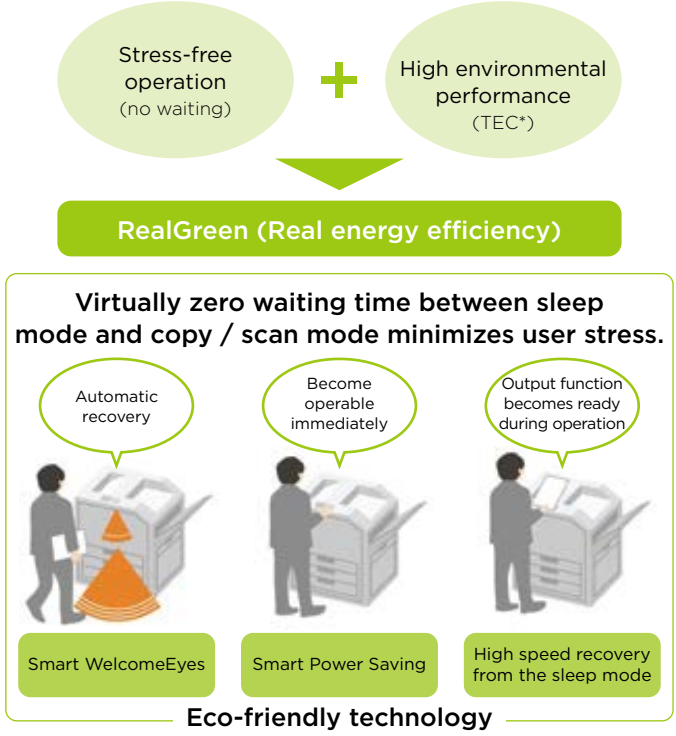 Stress-free
operation
(no waiting)
+
High environmental
performance
(TEC*)
RealGreen (Real energy efficiency)
Virtually zero waiting time between sleep
mode and copy / scan mode minimizes user stress.
Automatic
recovery
Become
operable
immediately
Output function
becomes ready
during operation
Smart WelcomeEyes
Smart Power Saving
High speed recovery
from the sleep mode
Eco-friendly technology